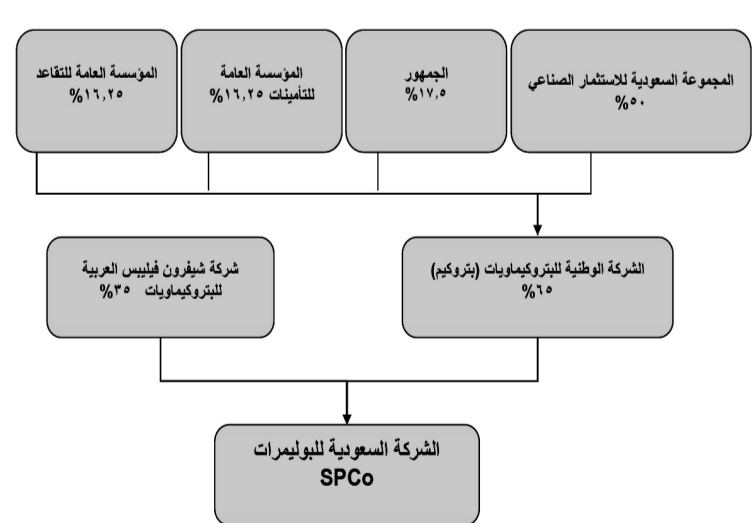 المجموعة السعودية للاستثمار الصناعي
%٥٠
الجمهور
%١٧,٥
المؤسسة العامة
للتأمينات ١٦,٢٥%
المؤسسة العامة للتقاعد
%١٦,٢٥
الشركة الوطنية للبتروكيماويات (بتروكيم)
%٦٥
شركة شيفرون فيليبس العربية
للبتروكيماويات ٣٥%
الشركة السعودية للبوليمرات
SPCo